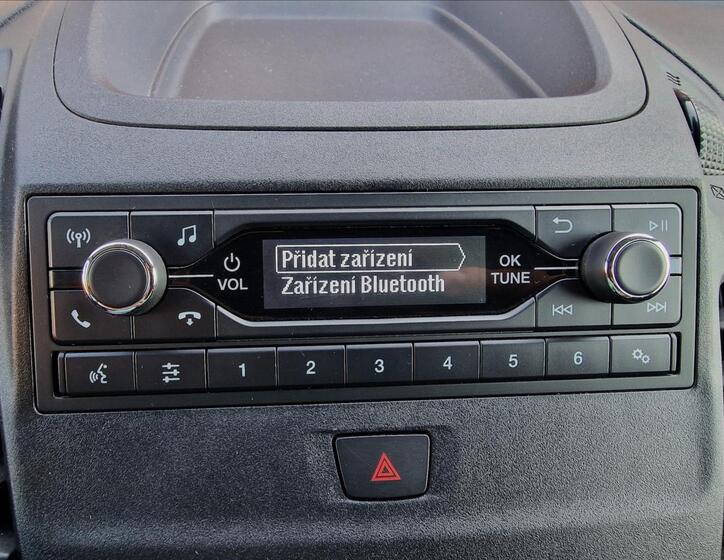 Přidat zařízení
Zařízení Bluetooth
VOL
OK
TUNE
1 2 3 4 5 6